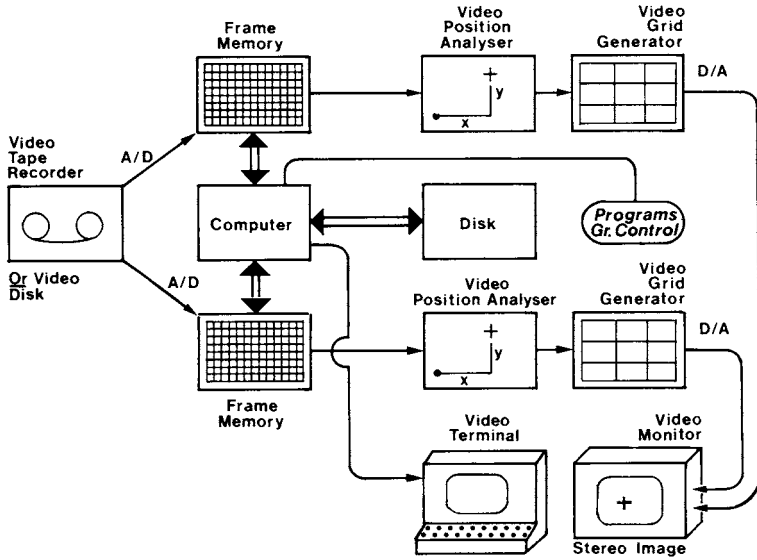 Frame
Memory
Video
Position
Analyser
Video
Grid
Generator
D/A
Video
Tape
Recorder
A/D
+
y
x
Computer
Disk
Programs
Gr. Control
Or Video
Disk
A/D
Video
Position Analyser
Video
Grid
Generator
D/A
+
y
x
Frame
Memory
Video
Terminal
Video
Monitor
+
Stereo Image